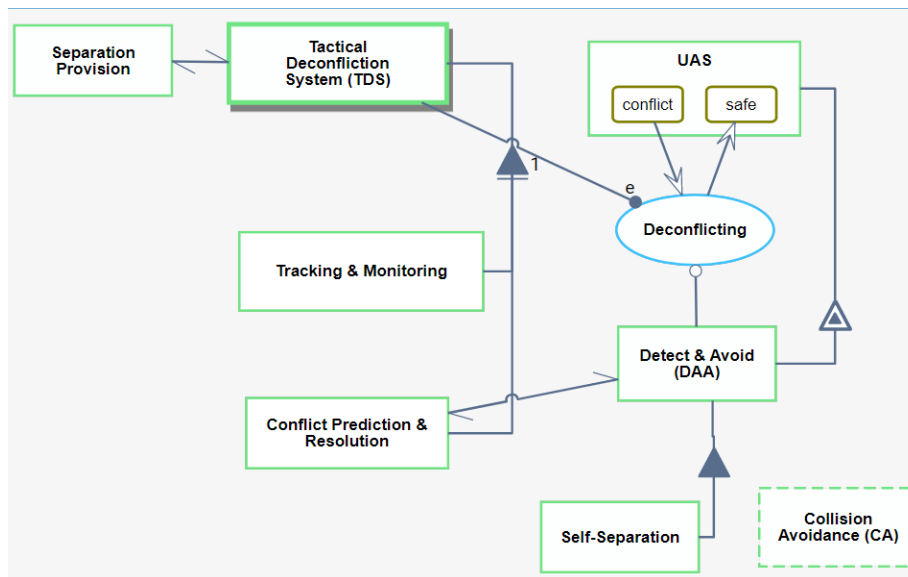 Separation
Provision
Tactical
Deconfliction
System (TDS)
UAS
conflict
safe
1
e
Deconflicting
Tracking & Monitoring
Detect & Avoid
(DAA)
Conflict Prediction &
Resolution
Self-Separation
Collision
Avoidance (CA)